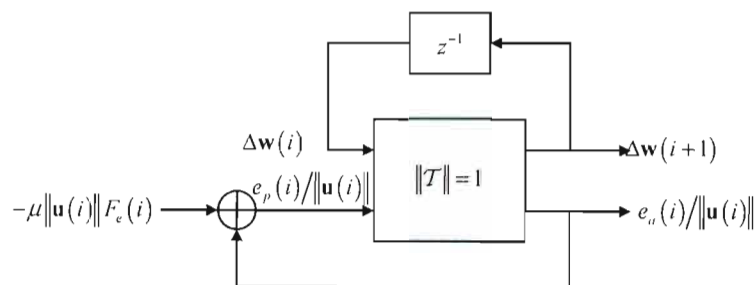 z⁻¹
Δ𝐰(i)
Δ𝐰(i+1)
e_p(i)/‖𝐮(i)‖
‖𝒯‖=1
−μ‖𝐮(i)‖F_e(i)
e_a(i)/‖𝐮(i)‖